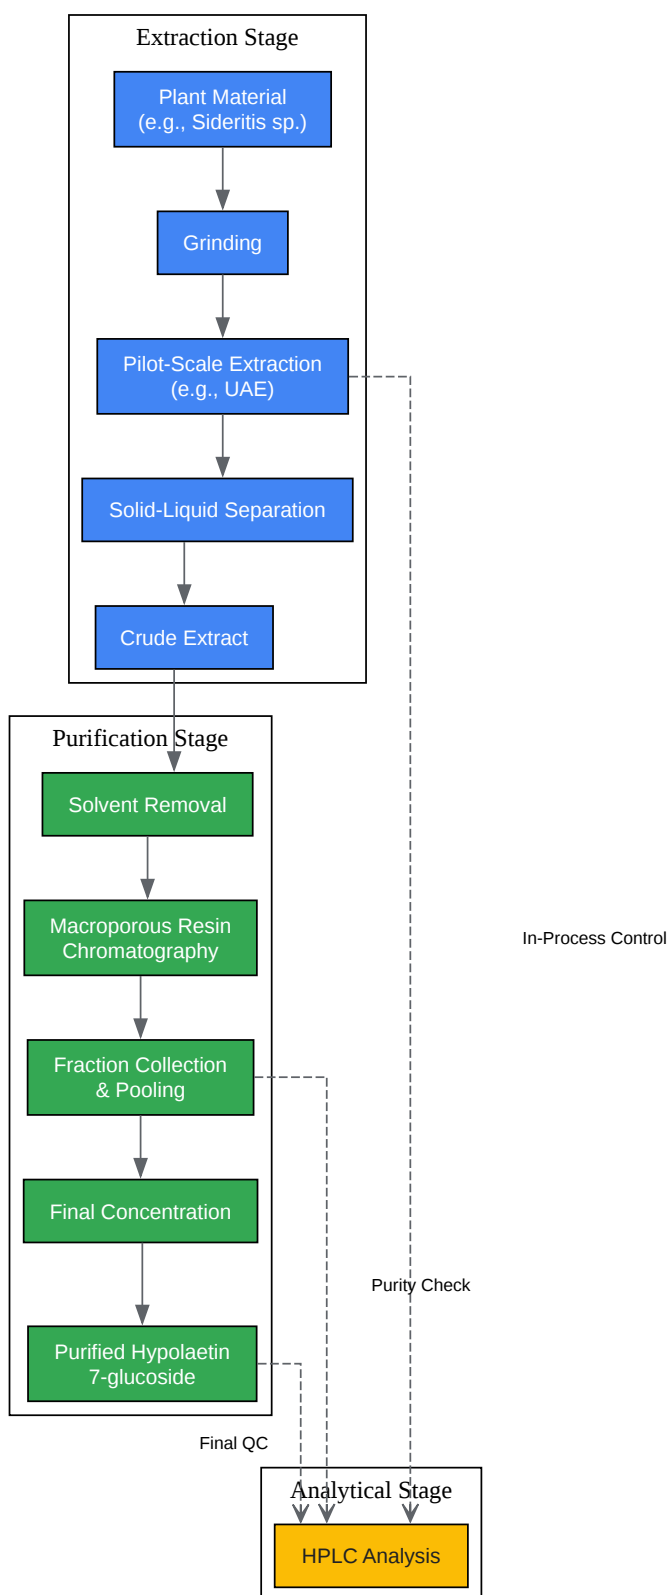 Extraction Stage
Plant Material
(e.g., Sideritis sp.)
Grinding
Pilot-Scale Extraction
(e.g., UAE)
Solid-Liquid Separation
Crude Extract
Purification Stage
Solvent Removal
Macroporous Resin
Chromatography
In-Process Control
Fraction Collection
& Pooling
Final Concentration
Purity Check
Purified Hypolaetin
7-glucoside
Final QC
Analytical Stage
HPLC Analysis